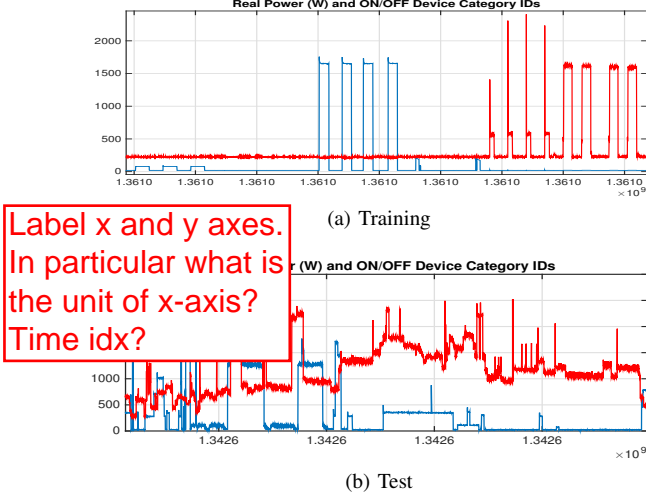 Real Power (W) and ON/OFF Device Category IDs
2000
1500
1000
500
0
1.3610 1.3610 1.3610 1.3610 1.3610 1.3610 1.3610 1.3610 1.3610
×10⁹
(a) Training
Label x and y axes.
In particular what is
the unit of x-axis?
Time idx?
r (W) and ON/OFF Device Category IDs
1000
500
0
1.3426 1.3426 1.3426 1.3426
×10⁹
(b) Test